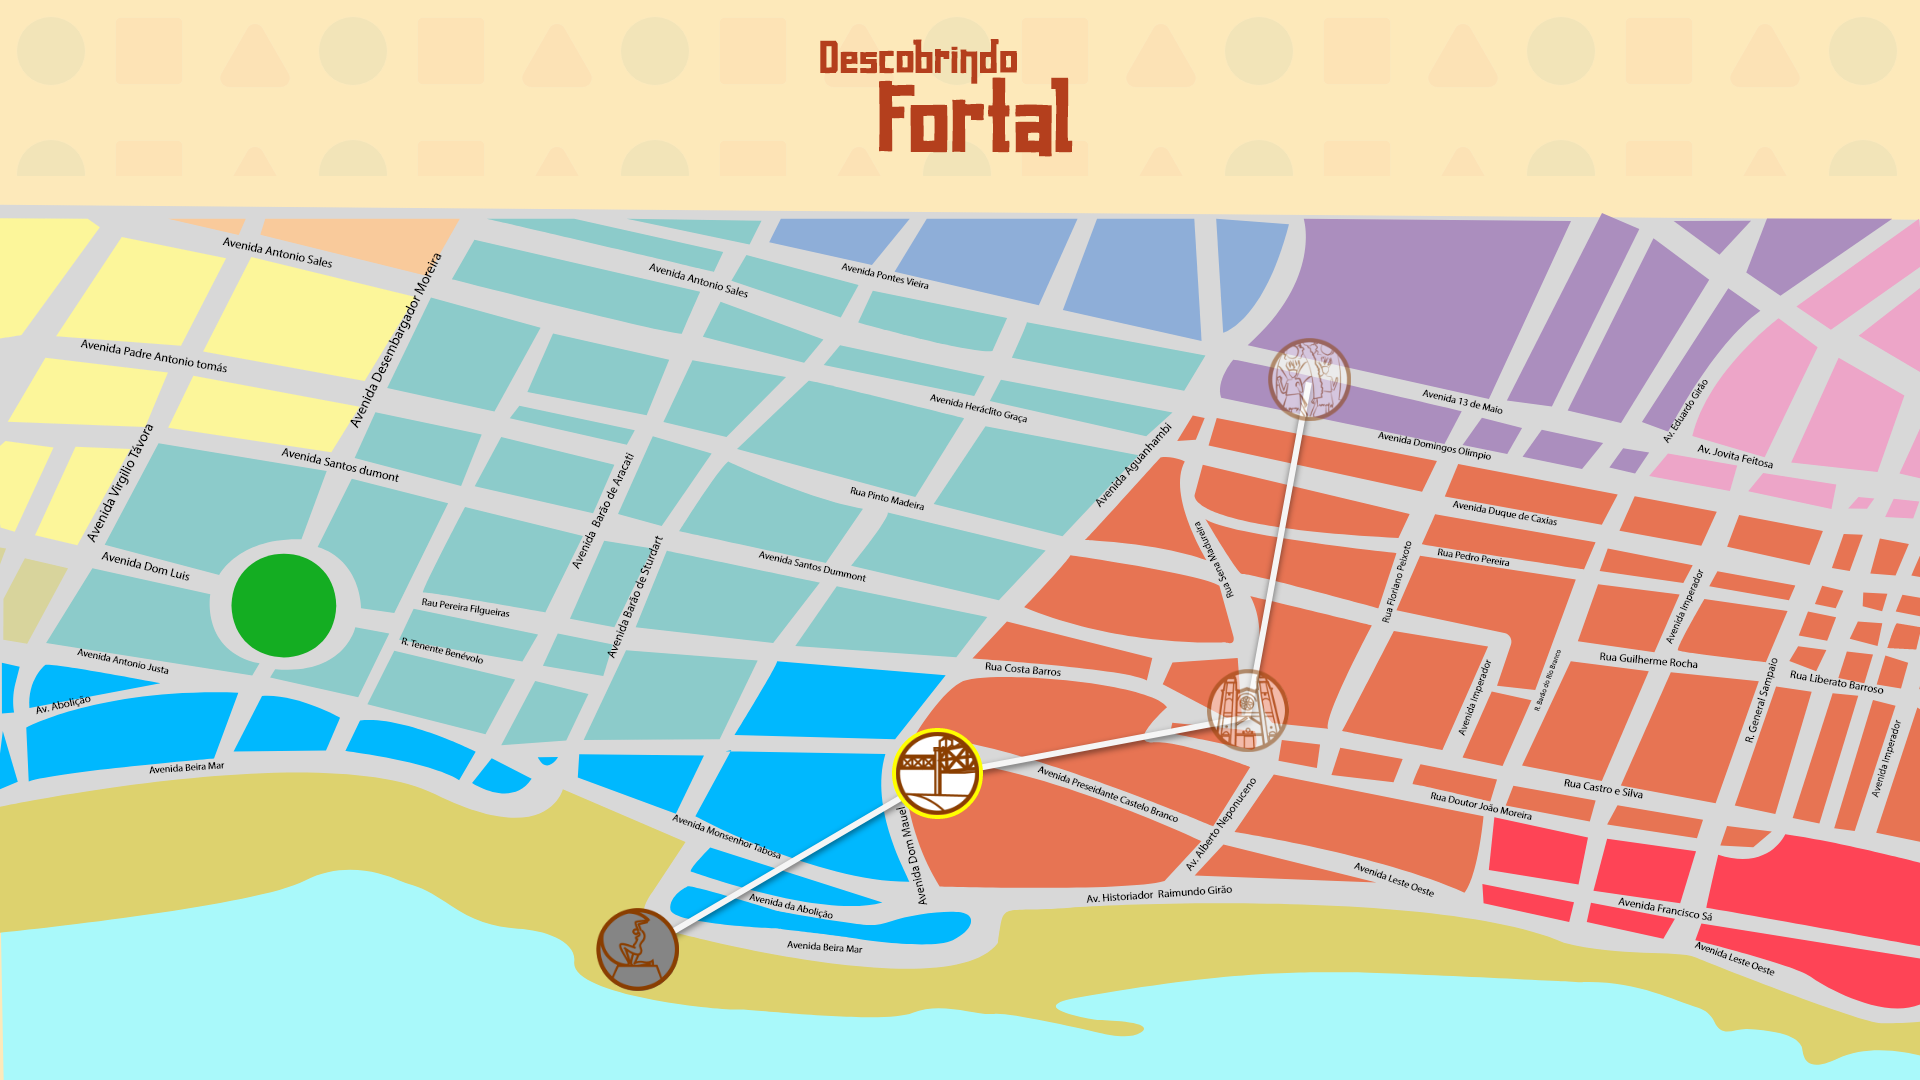 Descobrindo
Fortal
Avenida Antonio Sales
Avenida Desembargador Moreira
Avenida Antonio Sales
Avenida Pontes Vieira
Avenida Padre Antonio tomás
Avenida Heráclito Graça
Avenida 13 de Maio
Av. Eduardo Girão
Avenida Domingos Olimpio
Av. Jovita Feitosa
Avenida Virgilio Távora
Avenida Santos dumont
Avenida Barão de Aracati
Rua Pinto Madeira
Avenida Aguanhambi
Avenida Duque de Caxias
Rua Pedro Pereira
Rua Sena Madureira
Rua Floriano Peixoto
Avenida Imperador
Avenida Dom Luis
Avenida Barão de Sturdart
Avenida Santos Dummont
Rau Pereira Filgueiras
R. Tenente Benévolo
Avenida Antonio Justa
Av. Abolição
Rua Costa Barros
Avenida Imperador
R. Barão do Rio Branco
Rua Guilherme Rocha
R. General Sampaio
Rua Liberato Barroso
Avenida Imperador
Avenida Beira Mar
Avenida Preseidante Castelo Branco
Av. Alberto Neponuceno
Rua Castro e Silva
Rua Doutor João Moreira
Avenida Monsenhor Tabosa
Avenida Dom Manuel
Avenida Leste Oeste
Av. Historiador Raimundo Girão
Avenida da Abolição
Avenida Francisco Sá
Avenida Beira Mar
Avenida Leste Oeste